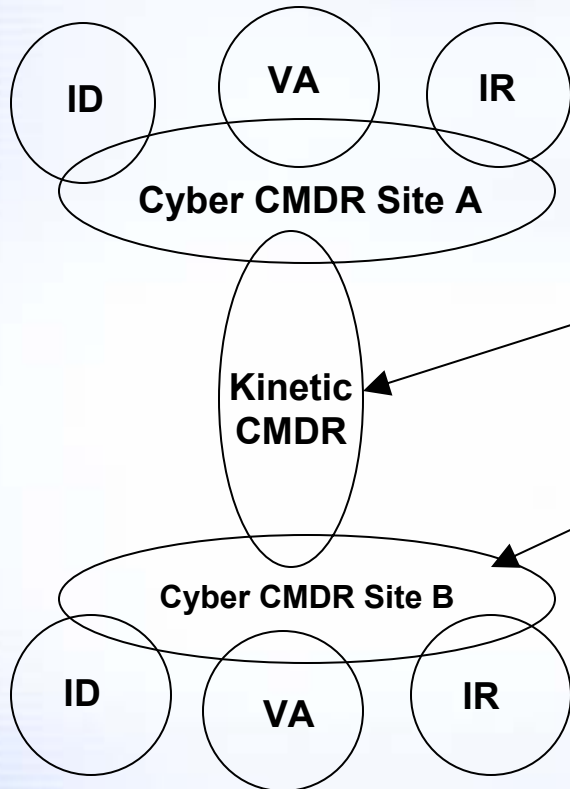 ID
VA
IR
Cyber CMDR Site A
Kinetic
CMDR
Cyber CMDR Site B
ID
VA
IR